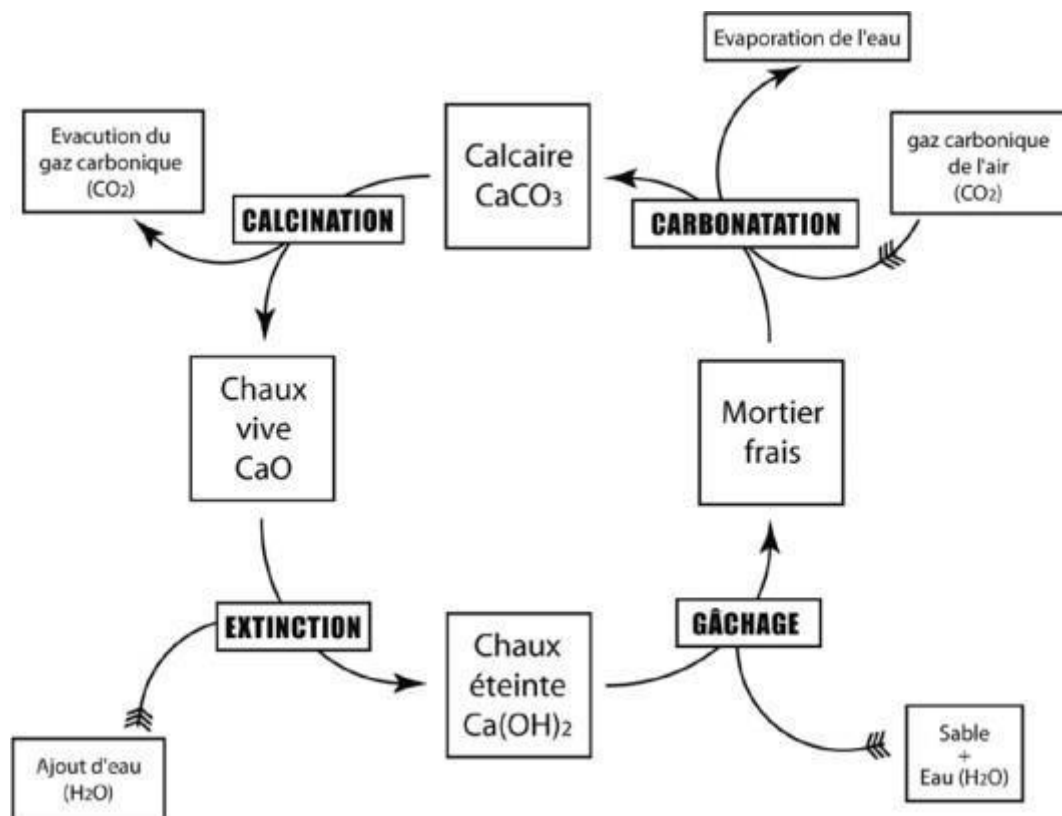 Evaporation de l'eau
Evacution du
gaz carbonique
(CO2)
Calcaire
CaCO3
gaz carbonique
de l'air
(CO2)
CALCINATION
CARBONATATION
Chaux
vive
CaO
Mortier
frais
EXTINCTION
Chaux
éteinte
Ca(OH)2
GÂCHAGE
Ajout d'eau
(H2O)
Sable
+
Eau (H2O)